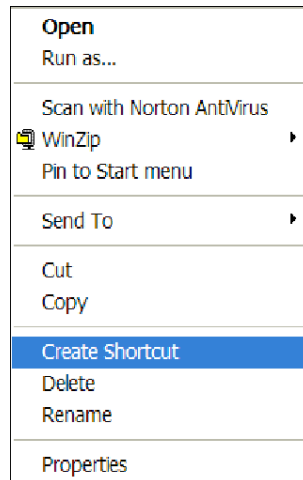 Open
Run as...
Scan with Norton AntiVirus
WinZip
Pin to Start menu
Send To
Cut
Copy
Create Shortcut
Delete
Rename
Properties